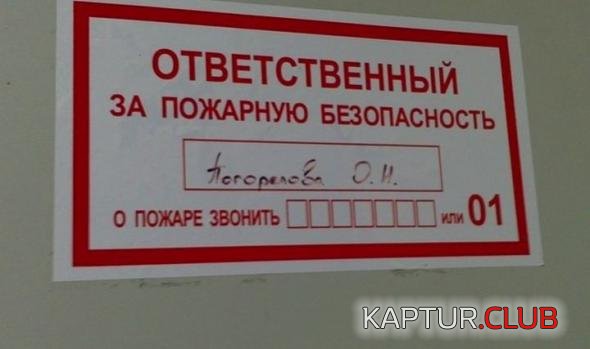 ОТВЕТСТВЕННЫЙ
ЗА ПОЖАРНУЮ БЕЗОПАСНОСТЬ
Погорелова О.Н.
О ПОЖАРЕ ЗВОНИТЬ ИЛИ 01
KAPTUR.CLUB